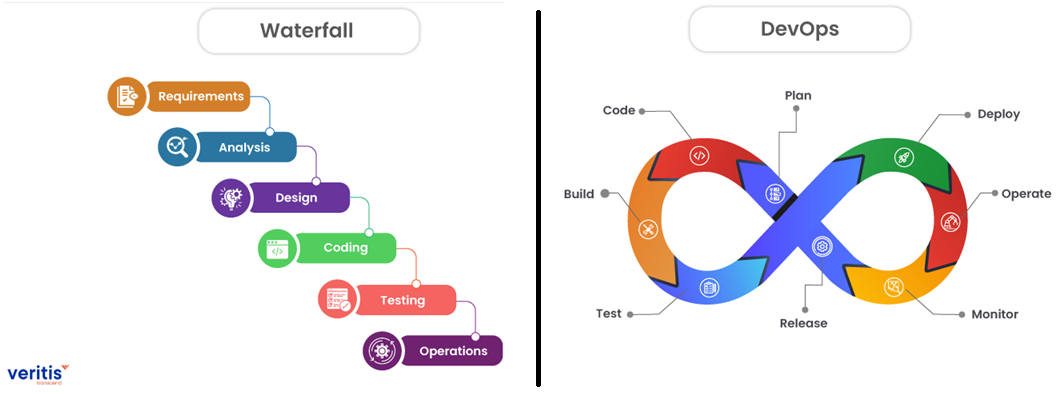 Waterfall
Requirements
Analysis
Design
Coding
Testing
Operations
veritis
transcend
DevOps
Plan
Code
Deploy
Build
Operate
Test
Release
Monitor